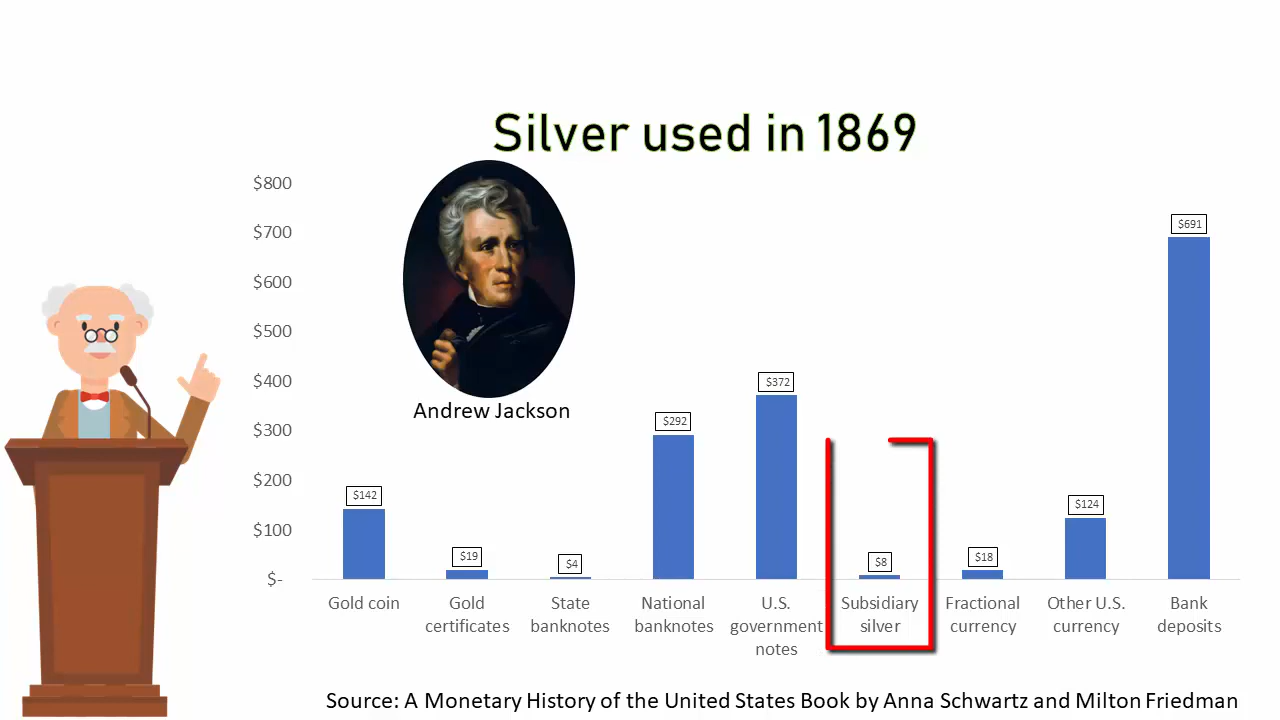 Silver used in 1869
$800
$700
$600
$500
$400
$300
$200
$100
$-
Andrew Jackson
$142
$19
$4
$292
$372
$8
$18
$124
$691
Gold coin
Gold
certificates
State
banknotes
National
banknotes
U.S.
government
notes
Subsidiary
silver
Fractional
currency
Other U.S.
currency
Bank
deposits
Source: A Monetary History of the United States Book by Anna Schwartz and Milton Friedman